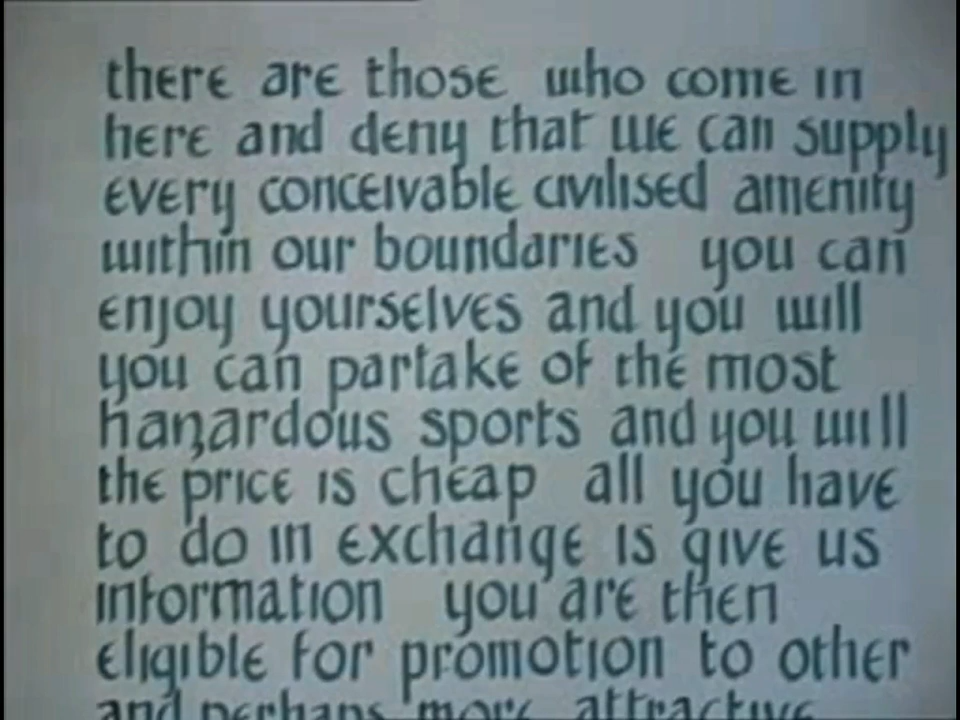 there are those who come in
here and deny that we can supply
every conceivable civilised amenity
within our boundaries you can
enjoy yourselves and you will
you can partake of the most
hazardous sports and you will
the price is cheap all you have
to do in exchange is give us
information you are then
eligible for promotion to other
and perhaps more attractive